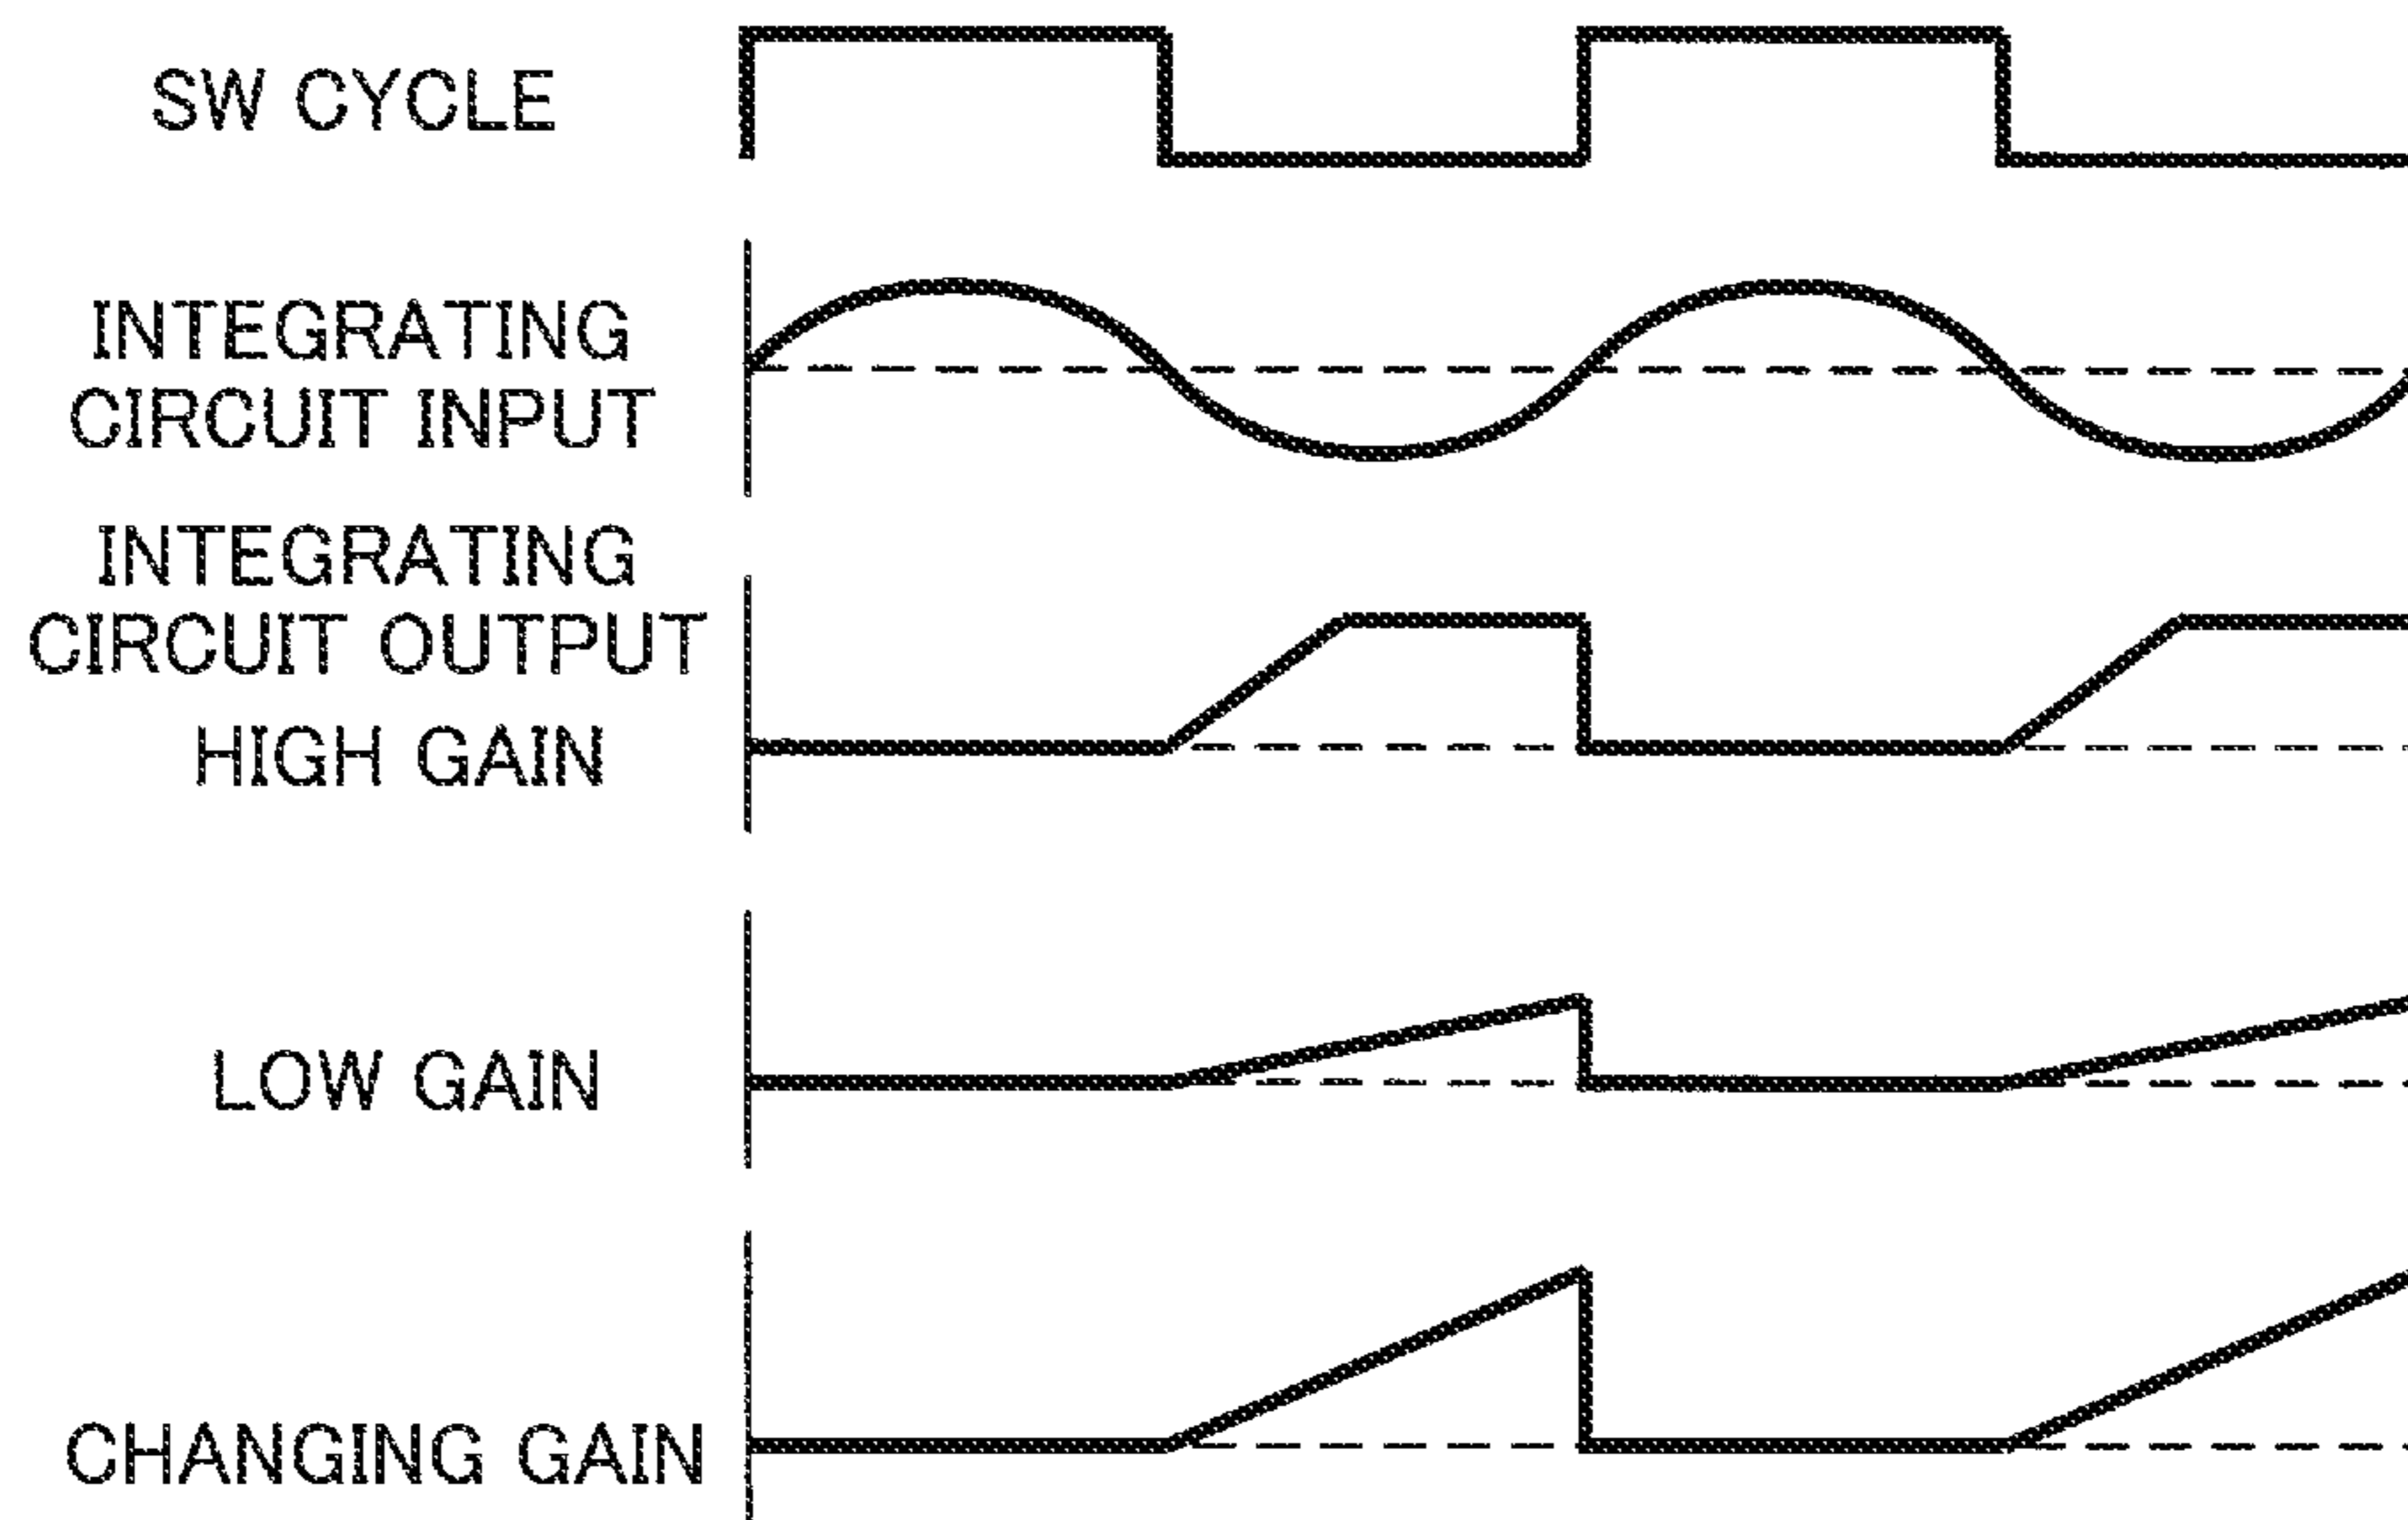 SW CYCLE
INTEGRATING
CIRCUIT INPUT
INTEGRATING
CIRCUIT OUTPUT
HIGH GAIN
LOW GAIN
CHANGING GAIN